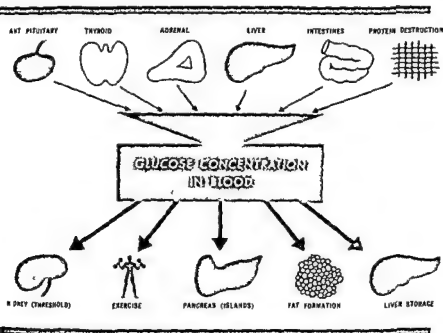 ANT PITUITARY THYROID ADRENAL LIVER INTESTINES PROTEIN DESTRUCTION
GLUCOSE CONCENTRATION
IN BLOOD
(THRESHOLD) EXERCISE PANCREAS (ISLANDS) FAT FORMATION LIVER STORAGE